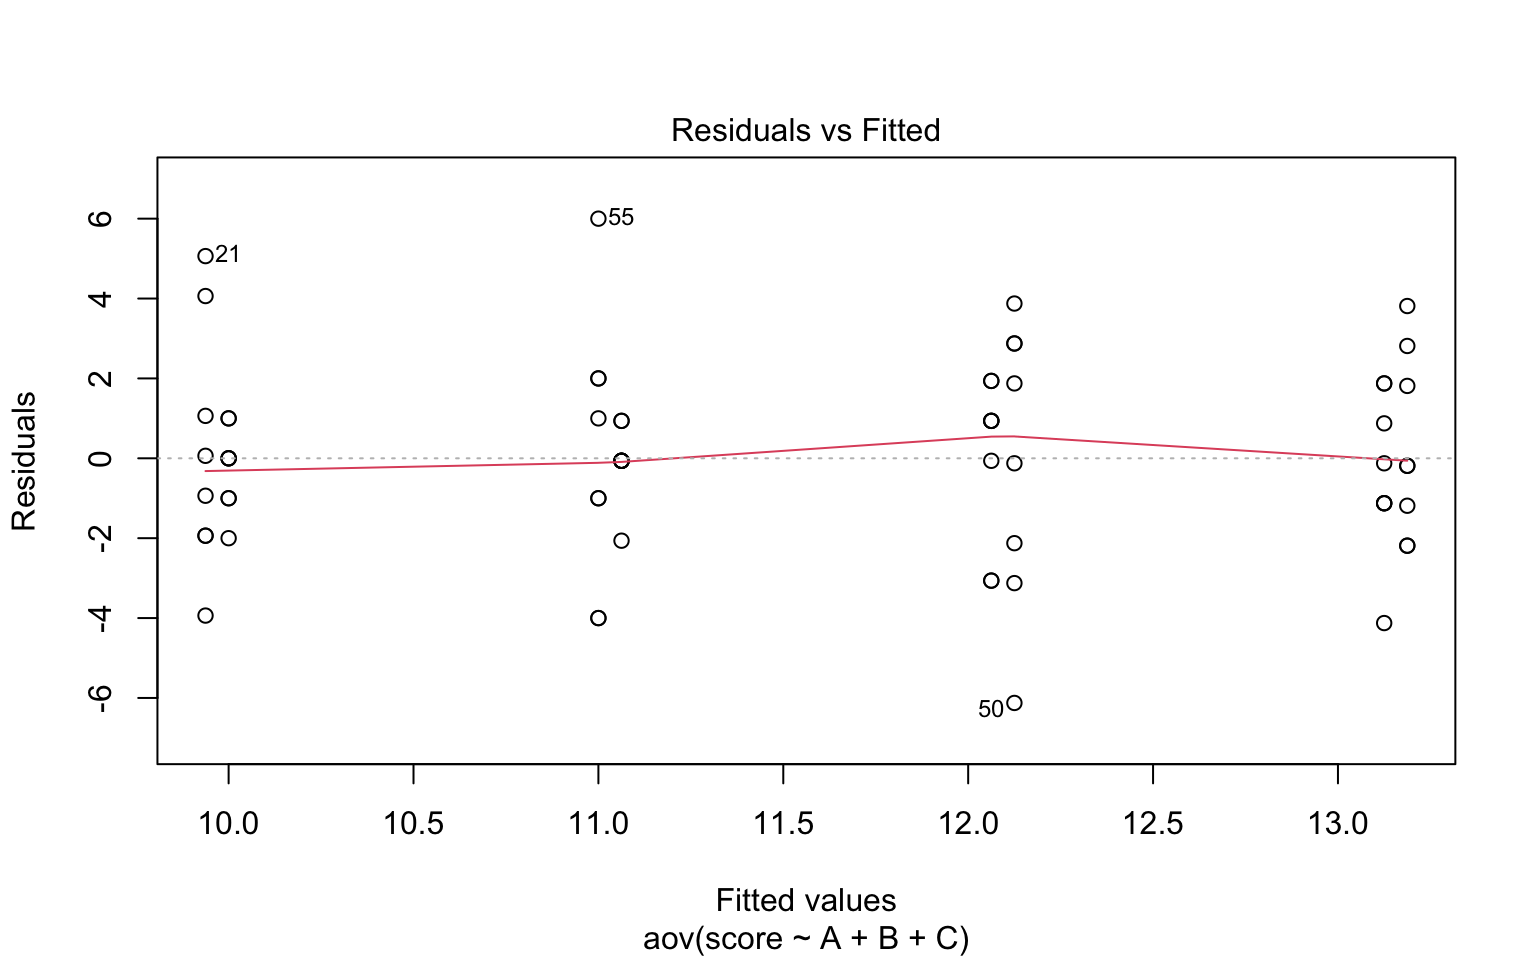 Residuals vs Fitted
Residuals
6
4
2
0
-2
-4
-6
21
55
50
10.0 10.5 11.0 11.5 12.0 12.5 13.0
Fitted values
aov(score ~ A + B + C)